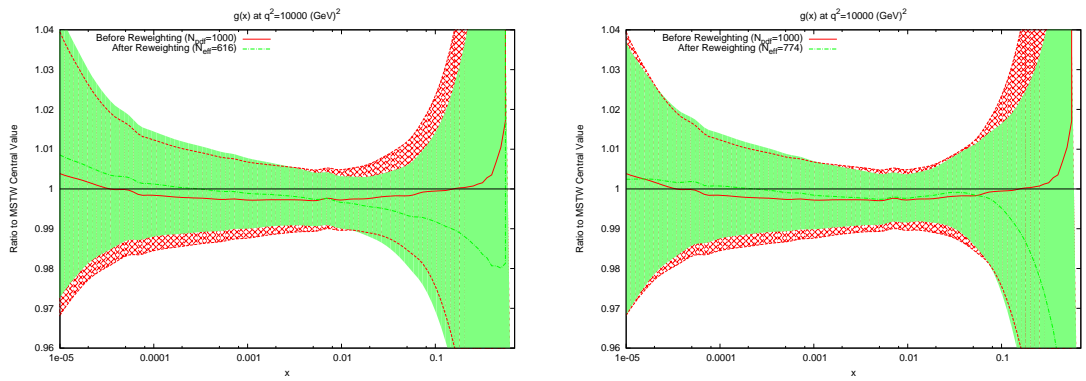 g(x) at q²=10000 (GeV)²
Before Reweighting (Npdf=1000)
After Reweighting (Neff=616)
Ratio to MSTW Central Value
1.04
1.03
1.02
1.01
1
0.99
0.98
0.97
0.96
1e-05
0.0001
0.001
0.01
0.1
x
g(x) at q²=10000 (GeV)²
Before Reweighting (Npdf=1000)
After Reweighting (Neff=774)
Ratio to MSTW Central Value
1.04
1.03
1.02
1.01
1
0.99
0.98
0.97
0.96
1e-05
0.0001
0.001
0.01
0.1
x